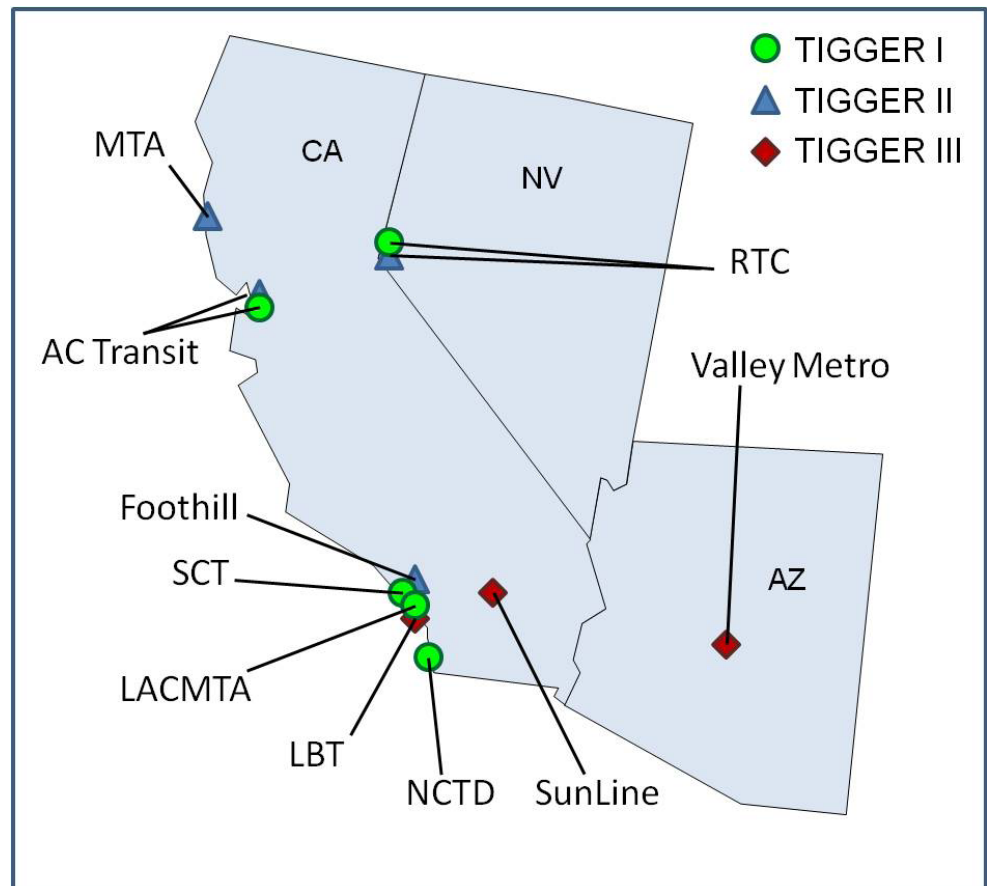 TIGGER I
TIGGER II
TIGGER III
MTA
CA
NV
RTC
AC Transit
Valley Metro
Foothill
SCT
AZ
LACMTA
LBT
NCTD
SunLine